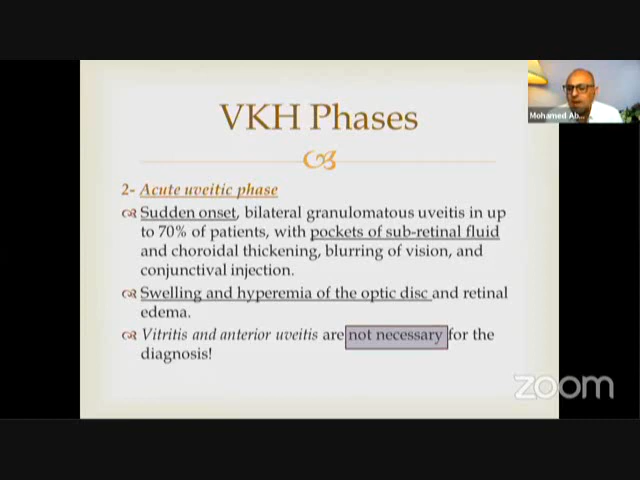 VKH Phases
2- Acute uveitic phase
Sudden onset, bilateral granulomatous uveitis in up
to 70% of patients, with pockets of sub-retinal fluid
and choroidal thickening, blurring of vision, and
conjunctival injection.
Swelling and hyperemia of the optic disc and retinal
edema.
Vitritis and anterior uveitis are not necessary for the
diagnosis!
Mohamed Ab...
zoom